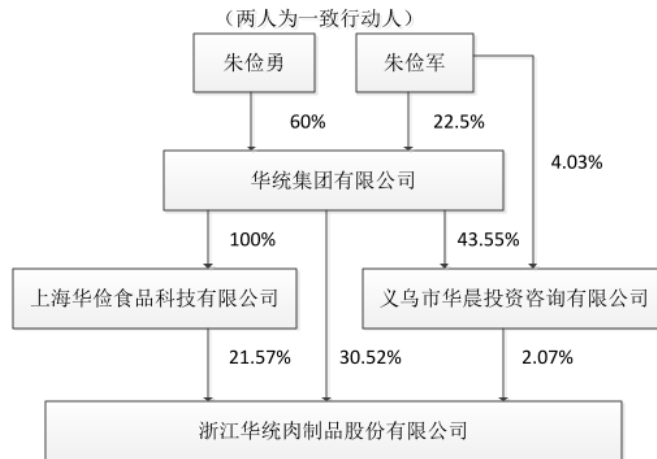 （两人为一致行动人）
朱俭勇
朱俭军
60%
22.5%
4.03%
华统集团有限公司
100%
43.55%
上海华俭食品科技有限公司
义乌市华晨投资咨询有限公司
21.57%
30.52%
2.07%
浙江华统肉制品股份有限公司